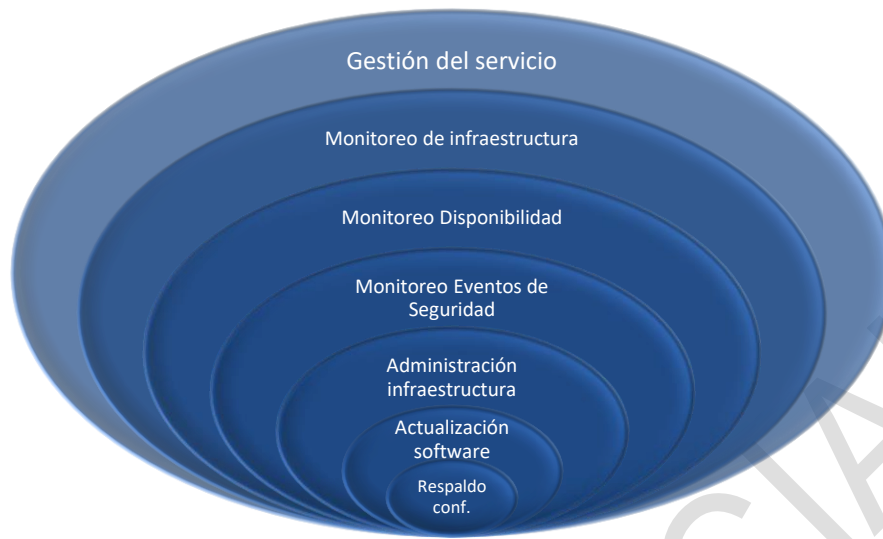 Gestión del servicio
Monitoreo de infraestructura
Monitoreo Disponibilidad
Monitoreo Eventos de
Seguridad
Administración
infraestructura
Actualización
software
Respaldo
conf.